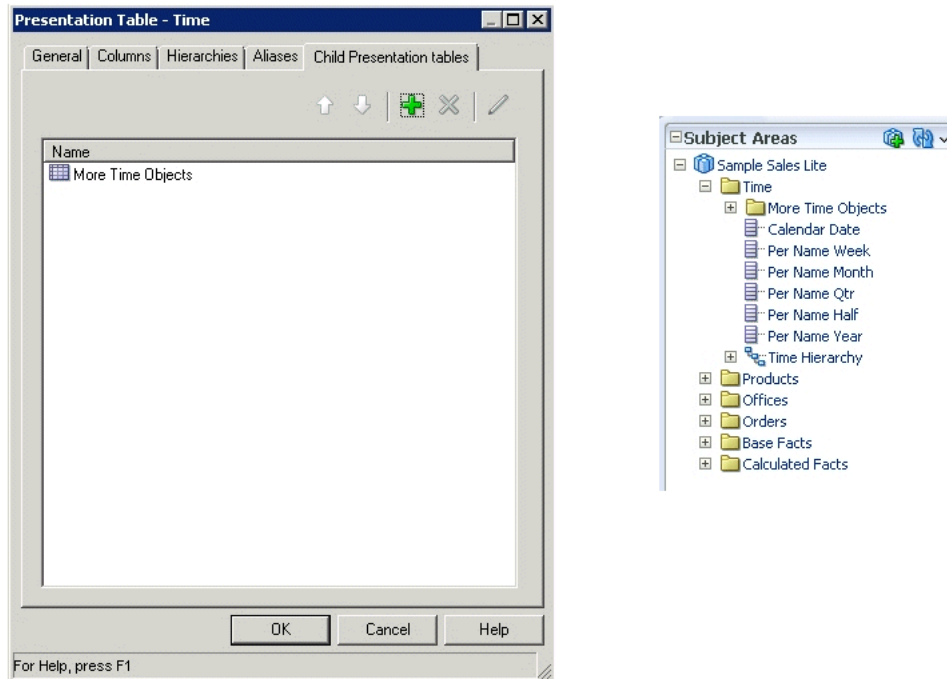 Presentation Table - Time
General Columns Hierarchies Aliases Child Presentation tables
Name
More Time Objects
OK Cancel Help
For Help, press F1
Subject Areas
Sample Sales Lite
Time
More Time Objects
Calendar Date
Per Name Week
Per Name Month
Per Name Qtr
Per Name Half
Per Name Year
Time Hierarchy
Products
Offices
Orders
Base Facts
Calculated Facts